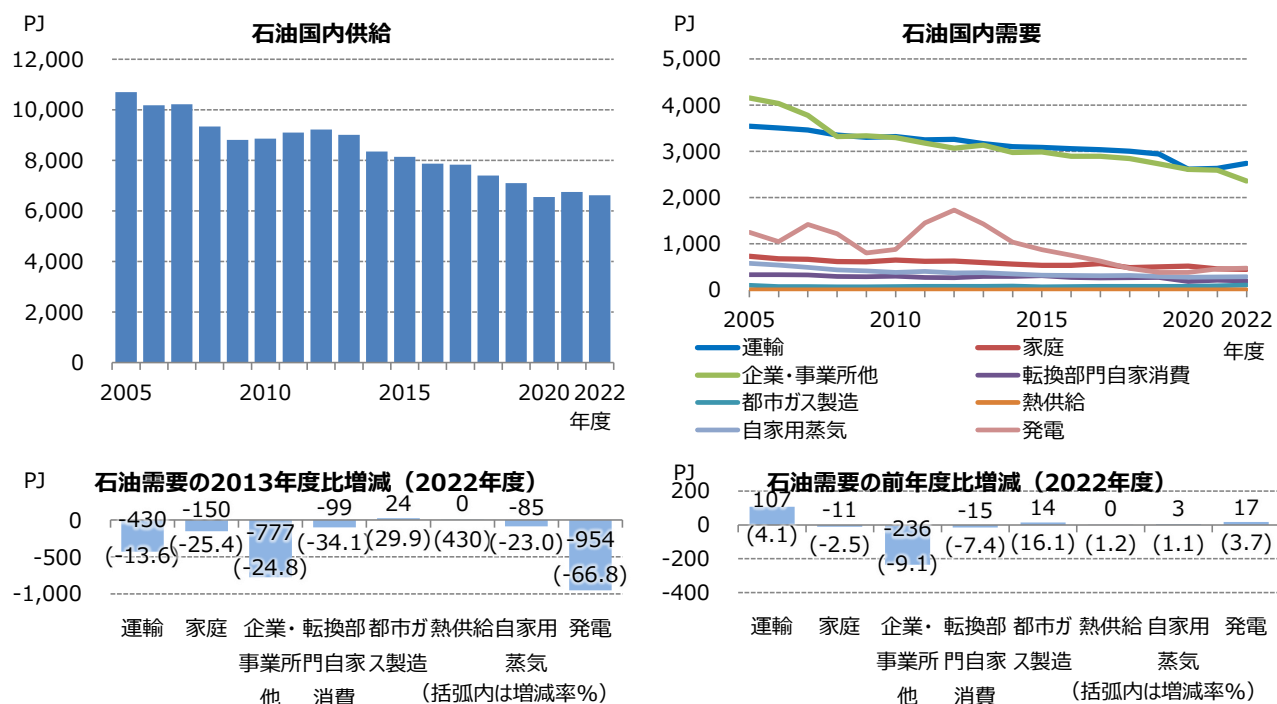 PJ
石油国内供給
12,000
10,000
8,000
6,000
4,000
2,000
0
2005
2010
2015
2020 2022
年度
PJ
石油国内需要
5,000
4,000
3,000
2,000
1,000
0
2005
2010
2015
2020 2022
年度
運輸
家庭
企業・事業所他
転換部門自家消費
都市ガス製造
熱供給
自家用蒸気
発電
PJ
石油需要の2013年度比増減（2022年度）
0
-500
-1,000
-430 -150 -777 -99 24 0 -85 -954
(-13.6) (-25.4) (-24.8) (-34.1) (29.9) (430) (-23.0) (-66.8)
運輸 家庭 企業・ 転換部 都市ガ 熱供給 自家用 発電
事業所 門自家 ス製造 蒸気
他 消費 (括弧内は増減率%)
PJ
石油需要の前年度比増減（2022年度）
200
0
-200
-400
107 -11 -236 -15 14 0 3 17
(4.1) (-2.5) (-9.1) (-7.4) (16.1) (1.2) (1.1) (3.7)
運輸 家庭 企業・ 転換部 都市ガ 熱供給 自家用 発電
事業所 門自家 ス製造 蒸気
他 消費 (括弧内は増減率%)